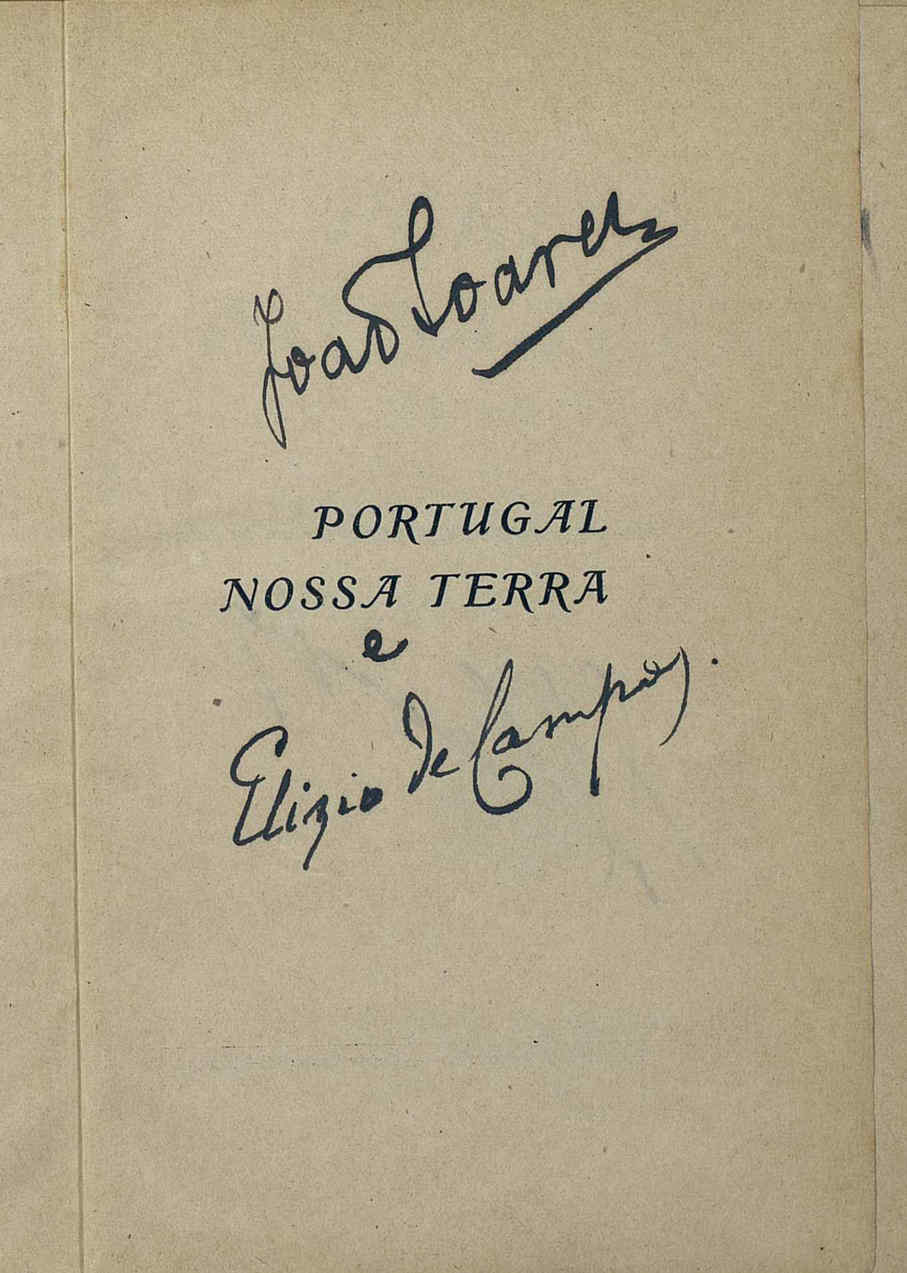 João Soares
PORTUGAL
NOSSA TERRA
e
Elizio de Campos